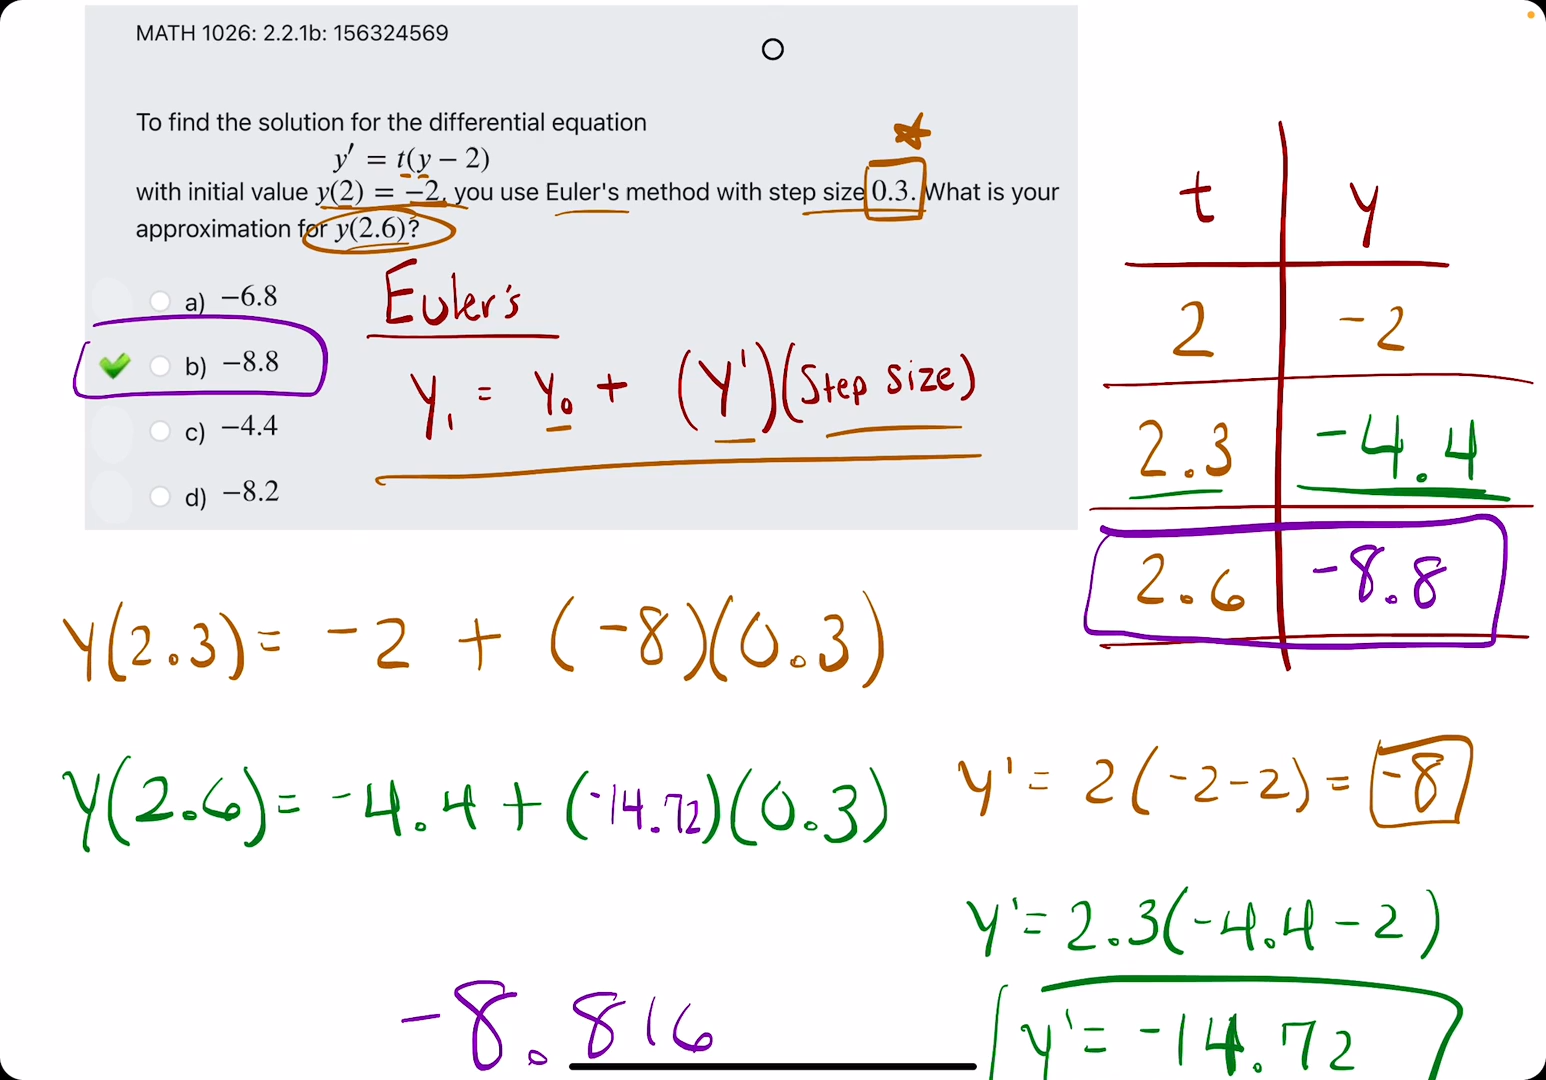 MATH 1026: 2.2.1b: 156324569
To find the solution for the differential equation
y′ = t(y − 2)
with initial value y(2) = −2, you use Euler's method with step size 0.3. What is your
approximation for y(2.6)?
a) −6.8
b) −8.8
c) −4.4
d) −8.2
Euler's
y₁ = y₀ + (y')(step size)
t y
2 -2
2.3 -4.4
2.6 -8.8
y(2.3) = -2 + (-8)(0.3)
y(2.6) = -4.4 + (-14.72)(0.3)
-8.816
y' = 2(-2-2) = -8
y' = 2.3(-4.4-2)
y' = -14.72